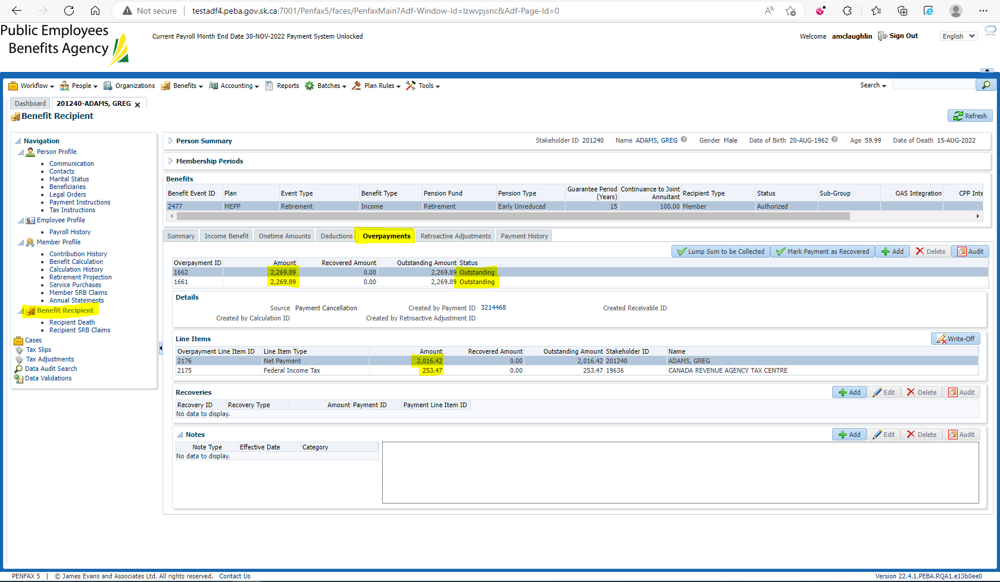 Not secure | testadf4.peba.gov.sk.ca:7001/Penfax5/faces/PenfaxMain?Adf-Window-Id=lzwvpjsnc&Adf-Page-Id=0
Public Employees
Benefits Agency
Current Payroll Month End Date 30-NOV-2022 Payment System Unlocked
Welcome amclaughlin Sign Out English
Workflow People Organizations Benefits Accounting Reports Batches Plan Rules Tools Search
Dashboard 201240-ADAMS, GREG x
Benefit Recipient
Refresh
Navigation
Person Profile
Communication
Contacts
Marital Status
Beneficiaries
Legal Orders
Payment Instructions
Tax Instructions
Employee Profile
Payroll History
Member Profile
Contribution History
Benefit Calculation
Calculation History
Retirement Projection
Service Purchases
Member SRB Claims
Annual Statements
Benefit Recipient
Recipient Death
Recipient SRB Claims
Cases
Tax Slips
Tax Adjustments
Data Audit Search
Data Validations
Person Summary Stakeholder ID 201240 Name ADAMS, GREG Gender Male Date of Birth 20-AUG-1962 Age 59.99 Date of Death 15-AUG-2022
Membership Periods
Benefits
Benefit Event ID Plan Event Type Benefit Type Pension Fund Pension Type Guarantee Period (Years) Continuance to Joint Annuitant Recipient Type Status Sub-Group OAS Integration CPP Inte
2477 MEPP Retirement Income Retirement Early Unreduced 15 100.00 Member Authorized
Summary Income Benefit Onetime Amounts Deductions Overpayments Retroactive Adjustments Payment History
Lump Sum to be Collected Mark Payment as Recovered Add Delete Audit
Overpayment ID Amount Recovered Amount Outstanding Amount Status
1662 2,269.89 0.00 2,269.89 Outstanding
1661 2,269.89 0.00 2,269.89 Outstanding
Details
Source Payment Cancellation Created by Payment ID 3214468 Created Receivable ID
Created by Calculation ID Created by Retroactive Adjustment ID
Line Items Write-Off
Overpayment Line Item ID Line Item Type Amount Recovered Amount Outstanding Amount Stakeholder ID Name
2176 Net Payment 2,016.42 0.00 2,016.42 201240 ADAMS, GREG
2175 Federal Income Tax 253.47 0.00 253.47 19636 CANADA REVENUE AGENCY TAX CENTRE
Recoveries Add Edit Delete Audit
Recovery ID Recovery Type Amount Payment ID Payment Line Item ID
No data to display.
Notes Add Edit Delete Audit
Note Type Effective Date Category
No data to display.
PENFAX 5 | © James Evans and Associates Ltd. All rights reserved. Contact Us Version 22.4.1.PEBA.RQA1.e13b0ee0